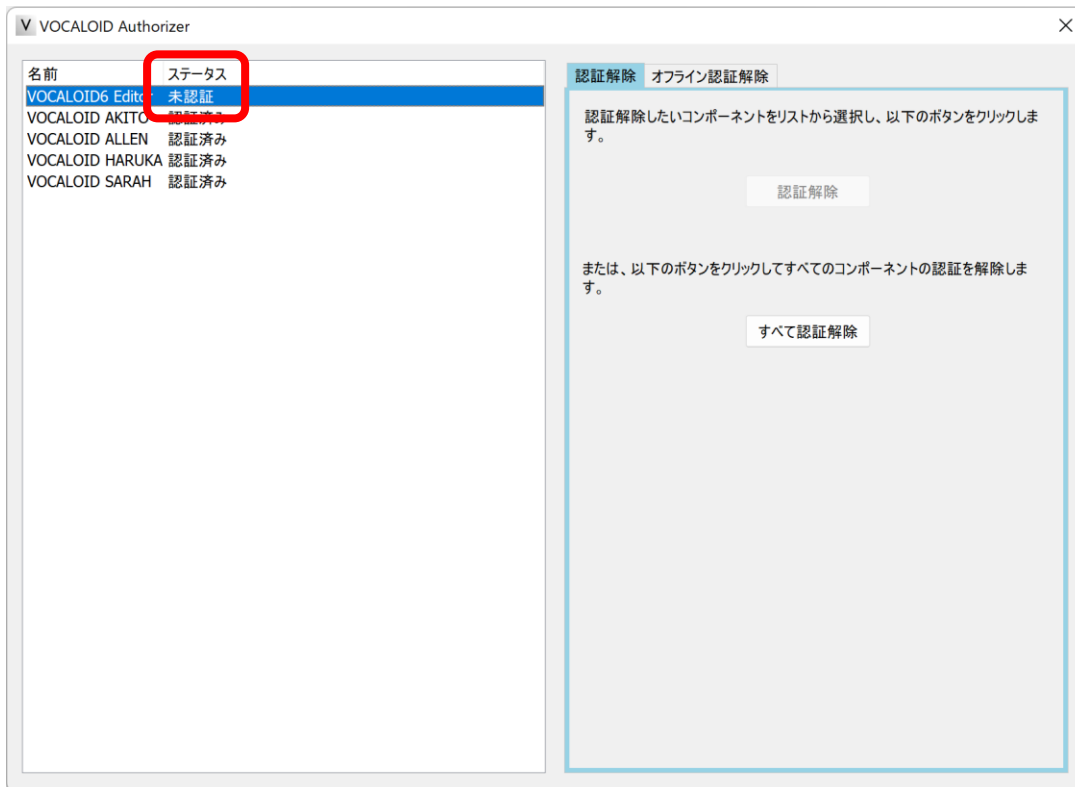 VOCALOID Authorizer
名前 ステータス
VOCALOID6 Editor 未認証
VOCALOID AKITO 認証済み
VOCALOID ALLEN 認証済み
VOCALOID HARUKA 認証済み
VOCALOID SARAH 認証済み
認証解除 オフライン認証解除
認証解除したいコンポーネントをリストから選択し、以下のボタンをクリックしま
す。
認証解除
または、以下のボタンをクリックしてすべてのコンポーネントの認証を解除しま
す。
すべて認証解除